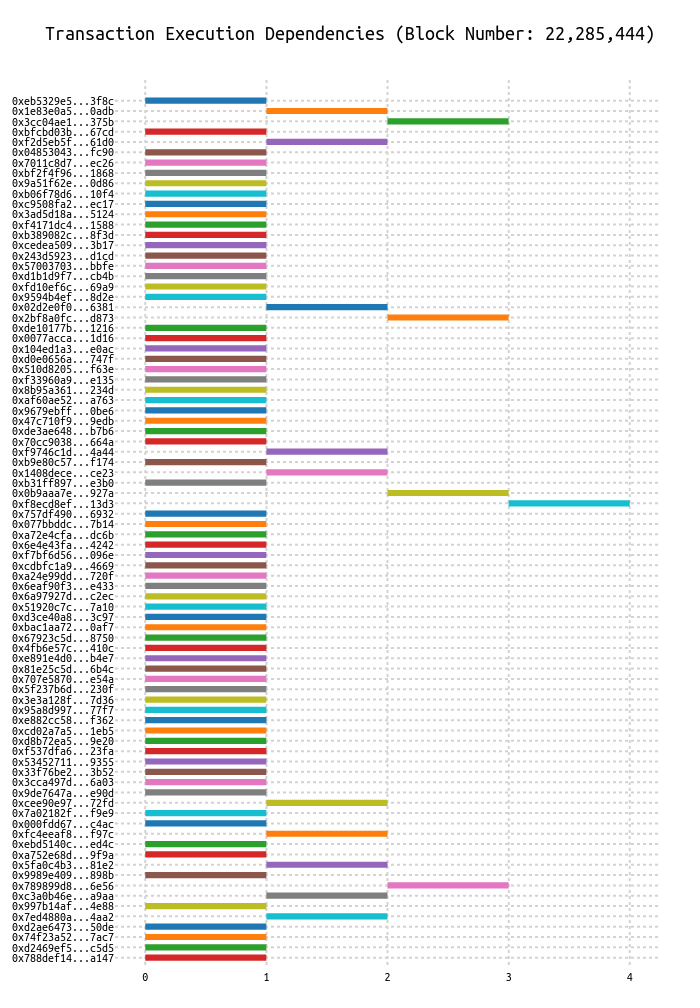 Transaction Execution Dependencies (Block Number: 22,285,444)
0xeb5329e5...3f8c
0x1e83e0a5...0adb
0x3cc04ae1...375b
0xbfcbd03b...67cd
0xf2d5eb5f...61d0
0x04853043...fc90
0x7011c8d7...ec26
0xbf2f4f96...1868
0x9a51f62e...0d86
0xb06f78d6...10f4
0xc9508fa2...ec17
0x3ad5d18a...5124
0xf4171dc4...1588
0xb389082c...8f3d
0xcedea509...3b17
0x243d5923...d1cd
0x57003703...bbfe
0xd1b1d9f7...cb4b
0xfd10ef6c...69a9
0x9594b4ef...8d2e
0x02d2e0f0...6381
0x2bf8a0fc...d873
0xde10177b...1216
0x0077acca...1d16
0x104ed1a3...e0ac
0xd0e0656a...747f
0x510d8205...f63e
0xf33960a9...e135
0x8b95a361...234d
0xaf60ae52...a763
0x9679ebff...0be6
0x47c710f9...9edb
0xde3ae648...b7b6
0x70cc9038...664a
0xf9746c1d...4a44
0xb9e80c57...f174
0x1408dece...ce23
0xb31ff897...e3b0
0x0b9aaa7e...927a
0xf8ecd8ef...13d3
0x757df490...6932
0x077bbddc...7b14
0xa72e4cfa...dc6b
0x6e4e43fa...4242
0xf7bf6d56...096e
0xcdbfc1a9...4669
0xa24e99dd...720f
0x6eaf90f3...e433
0x6a97927d...c2ec
0x51920c7c...7a10
0xd3ce40a8...3c97
0xbac1aa72...0af7
0x67923c5d...8750
0x4fb6e57c...410c
0xe891e4d0...b4e7
0x81e25c5d...6b4c
0x707e5870...e54a
0x5f237b6d...230f
0x3e3a128f...7d36
0x95a8d997...77f7
0xe882cc58...f362
0xcd02a7a5...1eb5
0xd8b72ea5...9e20
0xf537dfa6...23fa
0x53452711...9355
0x33f76be2...3b52
0x3cca497d...6a03
0x9de7647a...e90d
0xcee90e97...72fd
0x7a02182f...f9e9
0x000fdd67...c4ac
0xfc4eeaf8...f97c
0xebd5140c...ed4c
0xa752e68d...9f9a
0x5fa0c4b3...81e2
0x9989e409...898b
0x789899d8...6e56
0xc3a0b46e...a9aa
0x997b14af...4e88
0x7ed4880a...4aa2
0xd2ae6473...50de
0x74f23a52...7ac7
0xd2469ef5...c5d5
0x788def14...a147
0 1 2 3 4